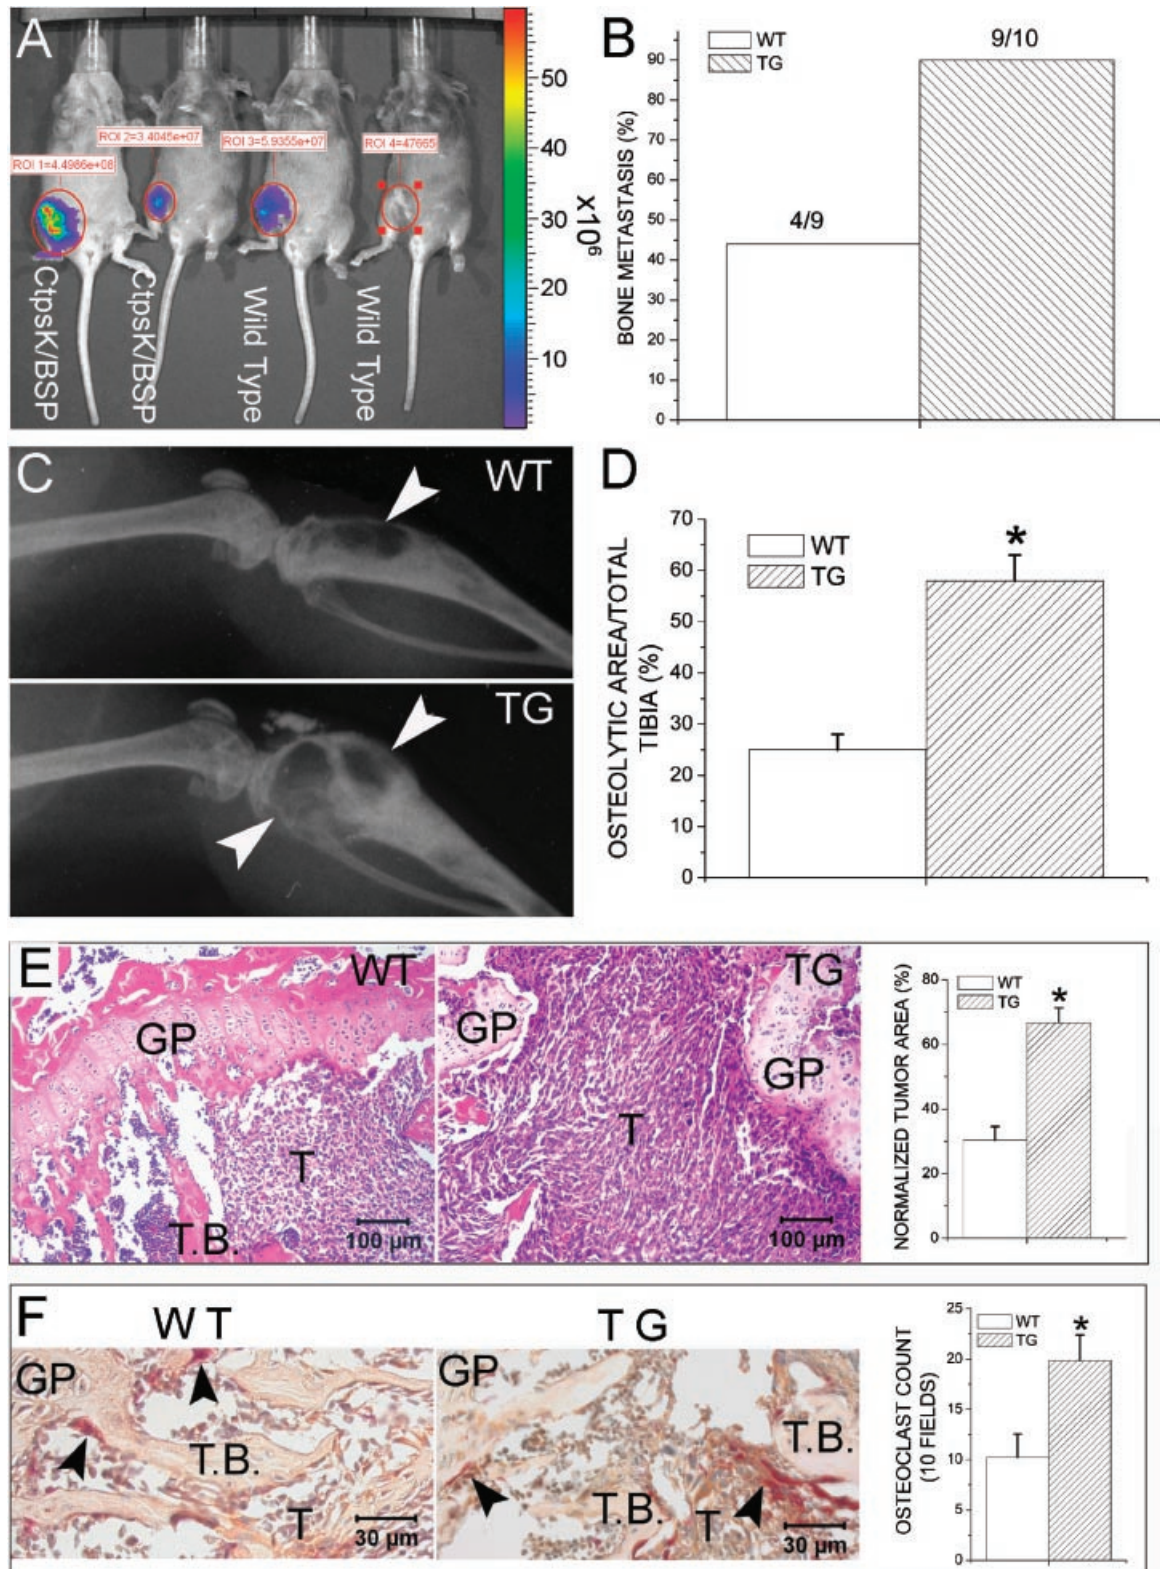 A
ROI 1=4.4986e+08
ROI 2=3.4045e+07
ROI 3=5.9355e+07
ROI 4=47665
CtpsK/BSP
CtpsK/BSP
Wild Type
Wild Type
50
40
30
20
10
x10⁶
B
WT
TG
4/9
9/10
BONE METASTASIS (%)
90
80
70
60
50
40
30
20
10
0
C
WT
TG
D
WT
TG
*
OSTEOLYTIC AREA/TOTAL
TIBIA (%)
70
60
50
40
30
20
10
0
E
WT
GP
T
T.B.
100 µm
TG
GP
GP
T
100 µm
NORMALIZED TUMOR AREA (%)
WT
TG
*
80
60
40
20
0
F
WT
GP
T.B.
T
30 µm
TG
GP
T.B.
T.B.
T
30 µm
OSTEOCLAST COUNT
(10 FIELDS)
WT
TG
*
25
20
15
10
5
0